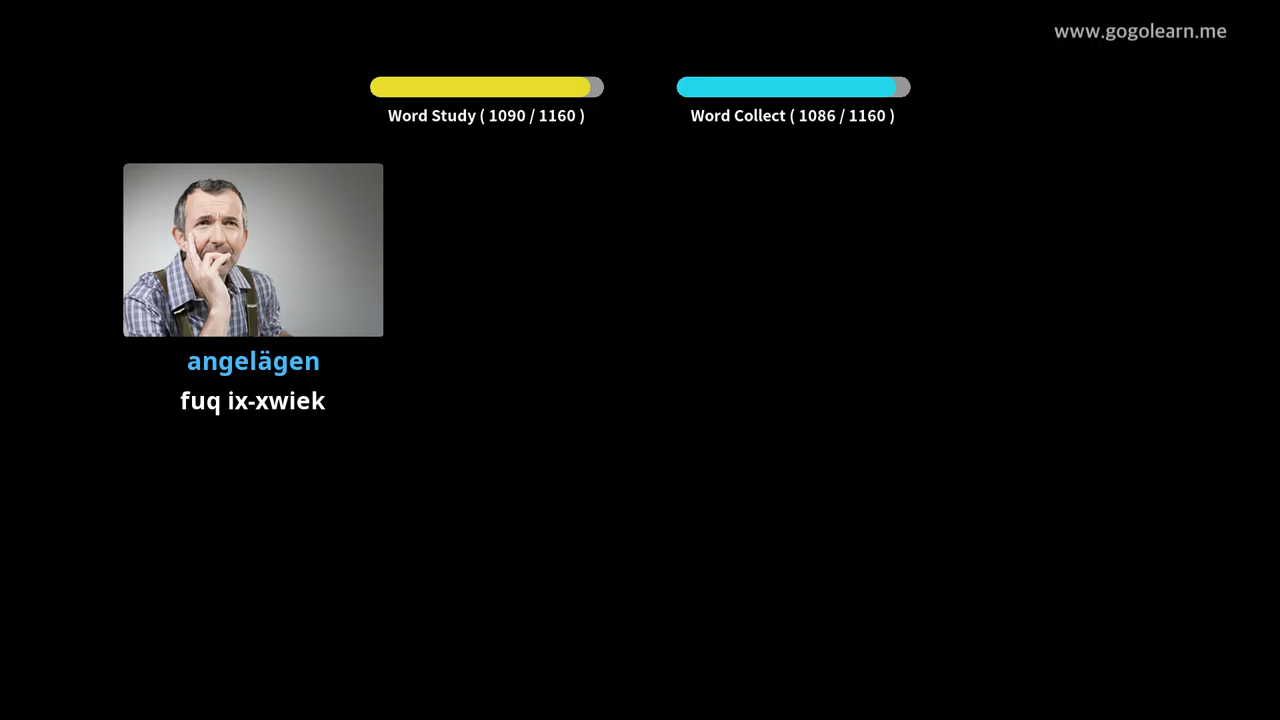 www.gogolearn.me
Word Study ( 1090 / 1160 )
Word Collect ( 1086 / 1160 )
angelägen
fuq ix-xwiek